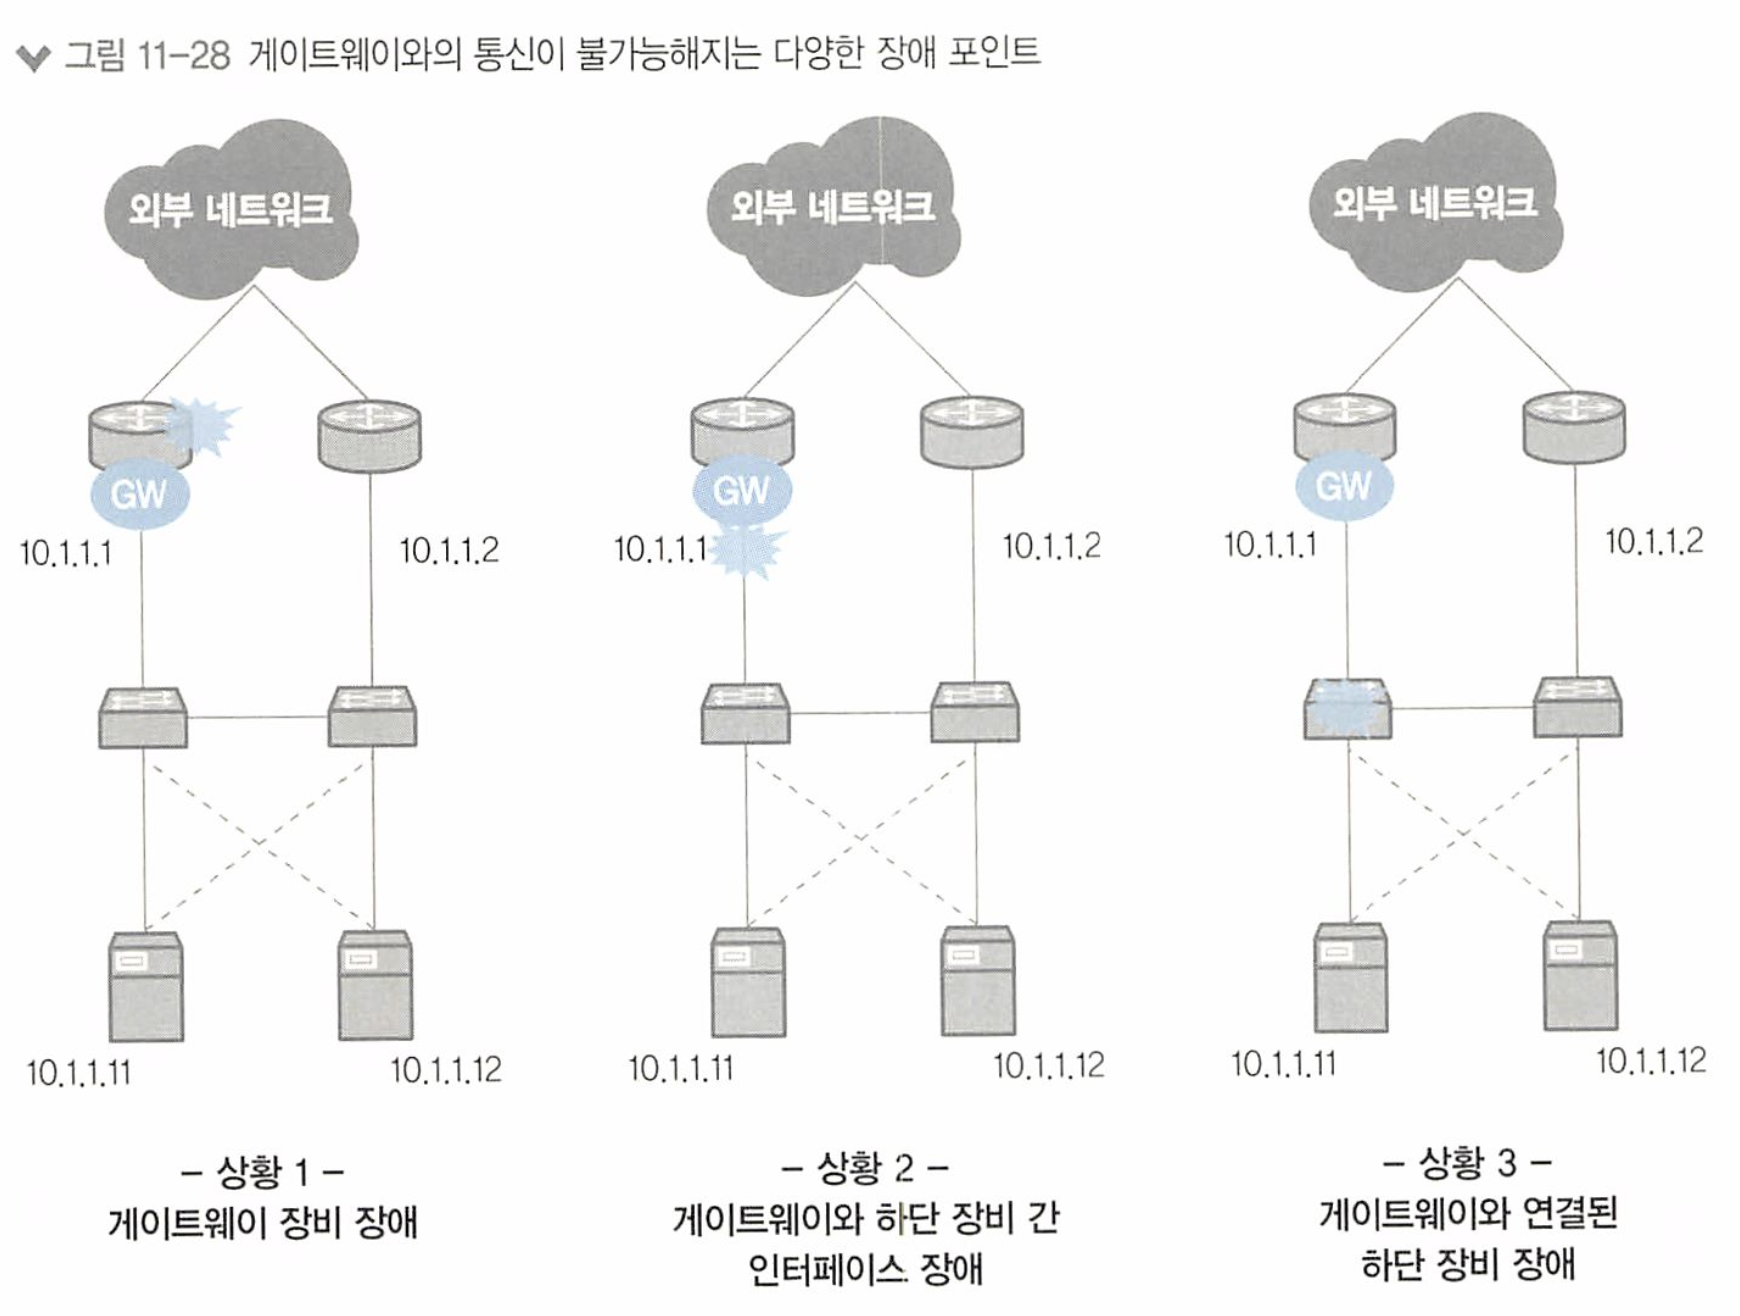 그림 11-28 게이트웨이와의 통신이 불가능해지는 다양한 장애 포인트
외부 네트워크
GW
10.1.1.1
10.1.1.2
10.1.1.11
10.1.1.12
- 상황 1 -
게이트웨이 장비 장애
외부 네트워크
GW
10.1.1.1
10.1.1.2
10.1.1.11
10.1.1.12
- 상황 2 -
게이트웨이와 하단 장비 간
인터페이스 장애
외부 네트워크
GW
10.1.1.1
10.1.1.2
10.1.1.11
10.1.1.12
- 상황 3 -
게이트웨이와 연결된
하단 장비 장애